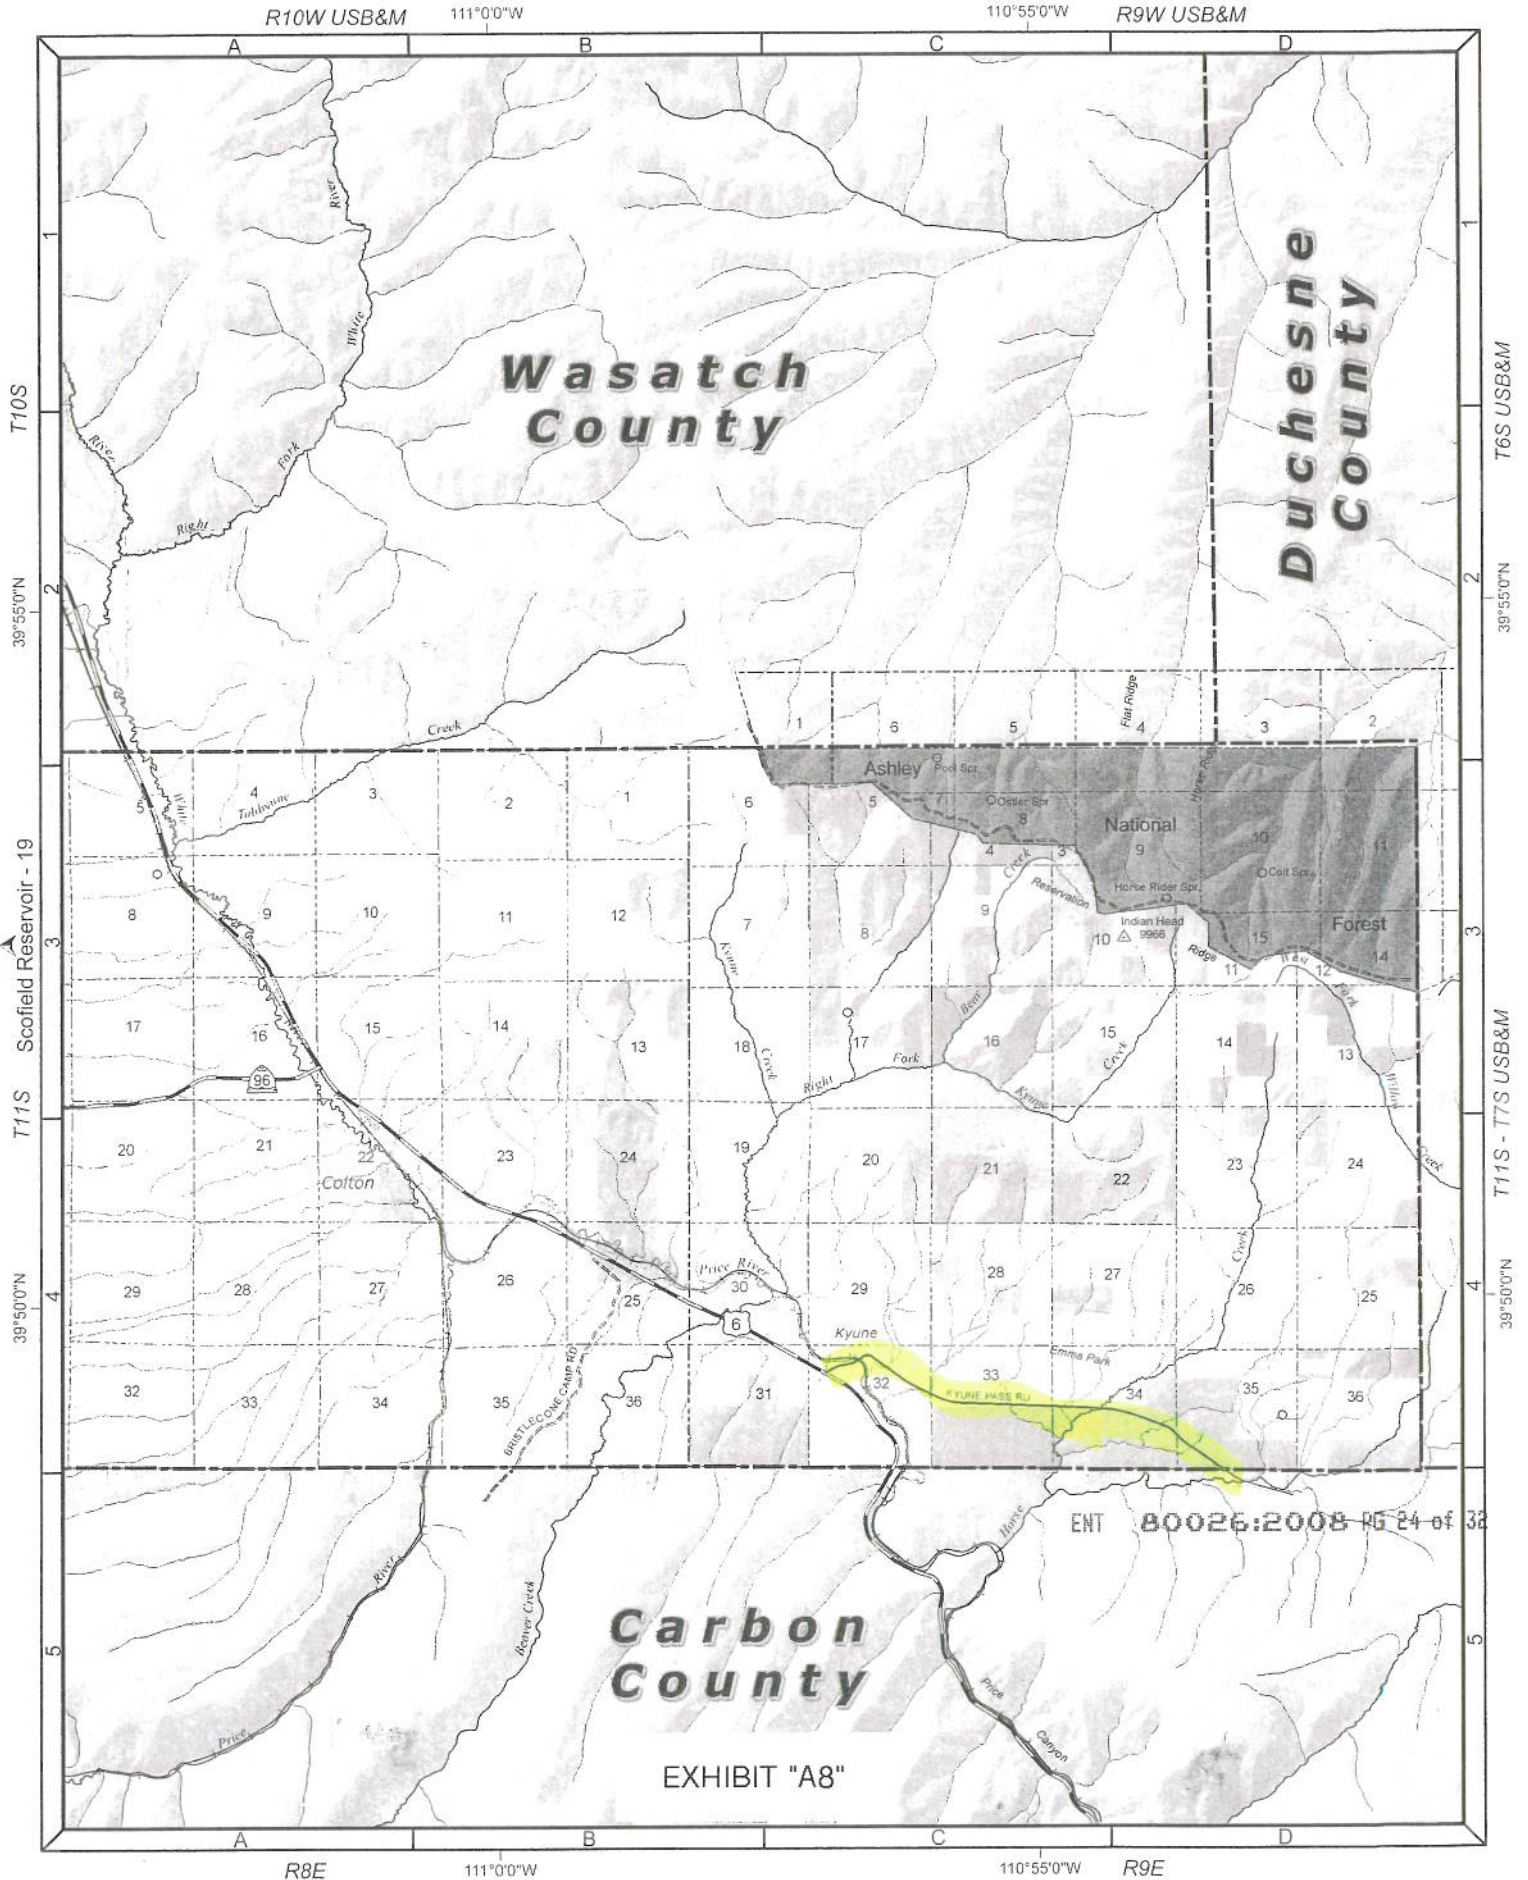 R10W USB&M
111°0'0"W
110°55'0"W
R9W USB&M
A
B
C
D
River
White
Fork
Right
River
1
1
Wasatch
County
Duchesne
County
T10S
T6S USB&M
2
2
39°55'0"N
39°55'0"N
Creek
Flat Ridge
1
6
5
4
3
2
Ashley
Pool Spr
White
5
4
Tabbyune
3
2
1
6
5
7
Ostler Spr
8
National
Horse Ridge
10
11
4
3
9
Creek
Colt Spr
Reservation
Horse Rider Spr
Forest
8
9
10
11
12
7
8
9
10
Indian Head
9966
Ridge
15
14
11
West
12
Fork
3
3
Scofield Reservoir - 19
Kyune
Bear
17
16
River
15
14
13
18
17
16
15
14
13
Creek
Right
Fork
Kyune
Creek
Willow
96
T11S
T11S - T7S USB&M
20
21
22
23
24
19
20
21
22
23
24
Creek
Colton
Creek
29
28
27
26
25
Price River
30
29
28
27
26
25
4
4
39°50'0"N
39°50'0"N
6
Kyune
Emma Park
BRISTLECONE CAMP RD
32
33
34
35
36
31
32
33
KYUNE PASS RD
34
35
36
ENT 80026:2008 PG 24 of 32
Horse
River
Beaver Creek
Carbon
County
5
5
Price
Price
Canyon
EXHIBIT "A8"
A
B
C
D
R8E
111°0'0"W
110°55'0"W
R9E